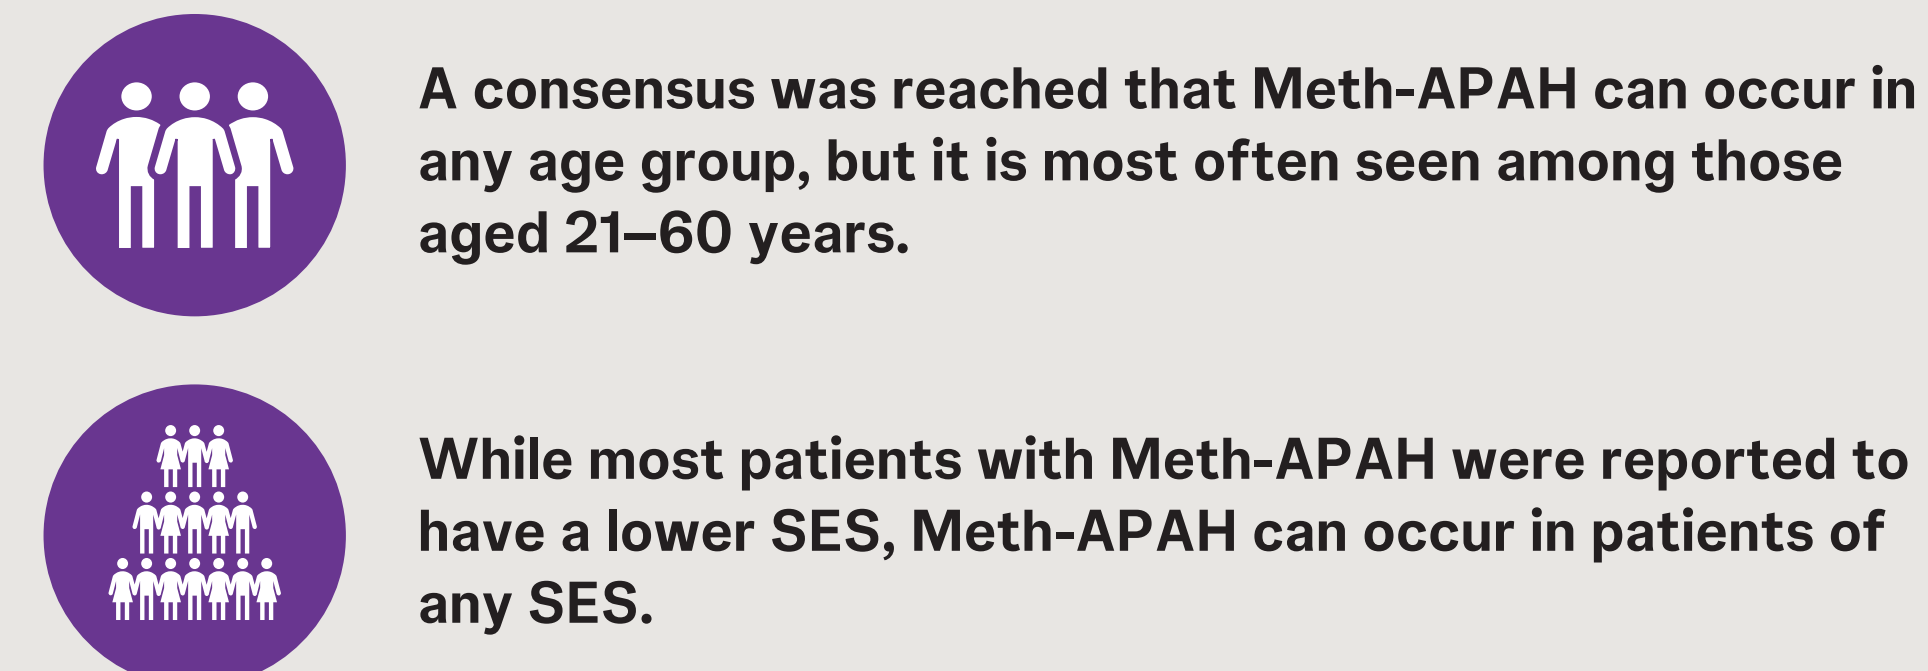 A consensus was reached that Meth-APAH can occur in
any age group, but it is most often seen among those
aged 21–60 years.
While most patients with Meth-APAH were reported to
have a lower SES, Meth-APAH can occur in patients of
any SES.